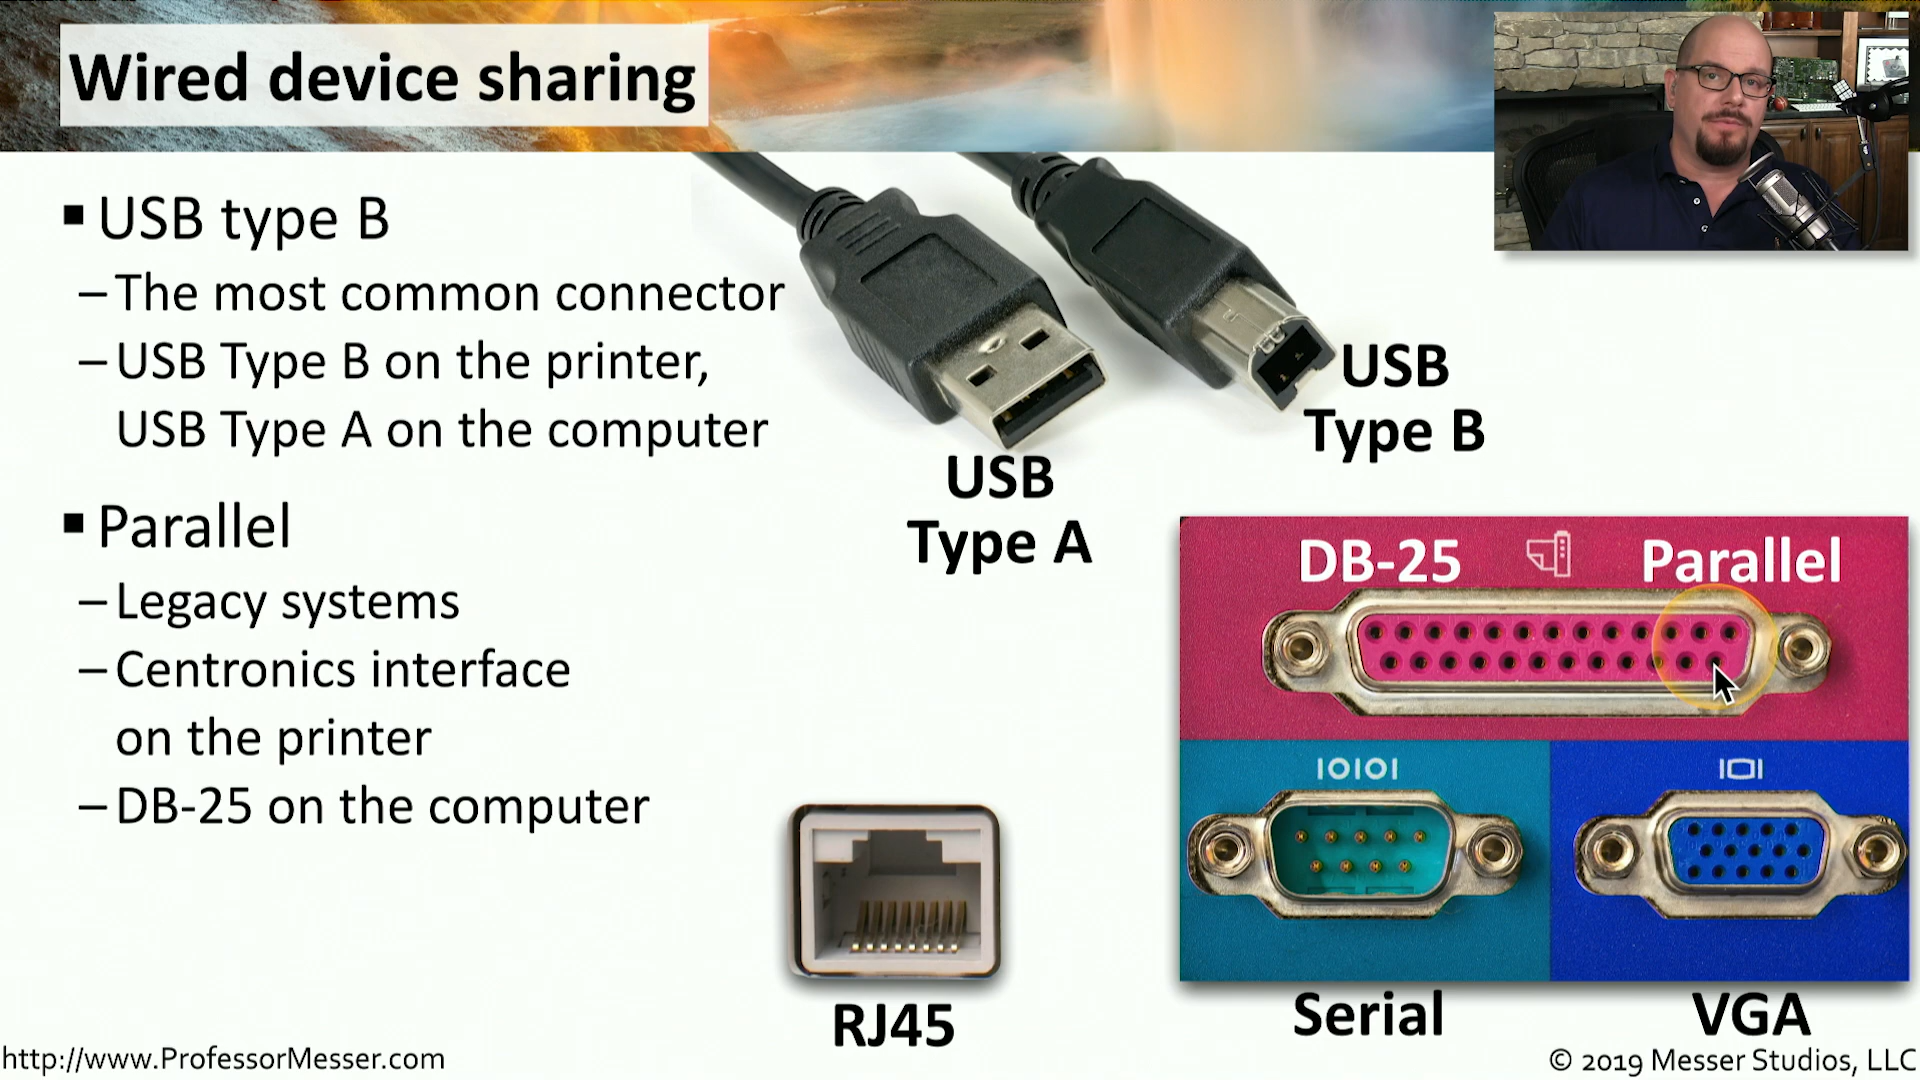 Wired device sharing
▪ USB type B
– The most common connector
– USB Type B on the printer,
USB Type A on the computer
▪ Parallel
– Legacy systems
– Centronics interface
on the printer
– DB-25 on the computer
USB
Type A
USB
Type B
DB-25 Parallel
IOIOI
RJ45
Serial
VGA
http://www.ProfessorMesser.com
© 2019 Messer Studios, LLC